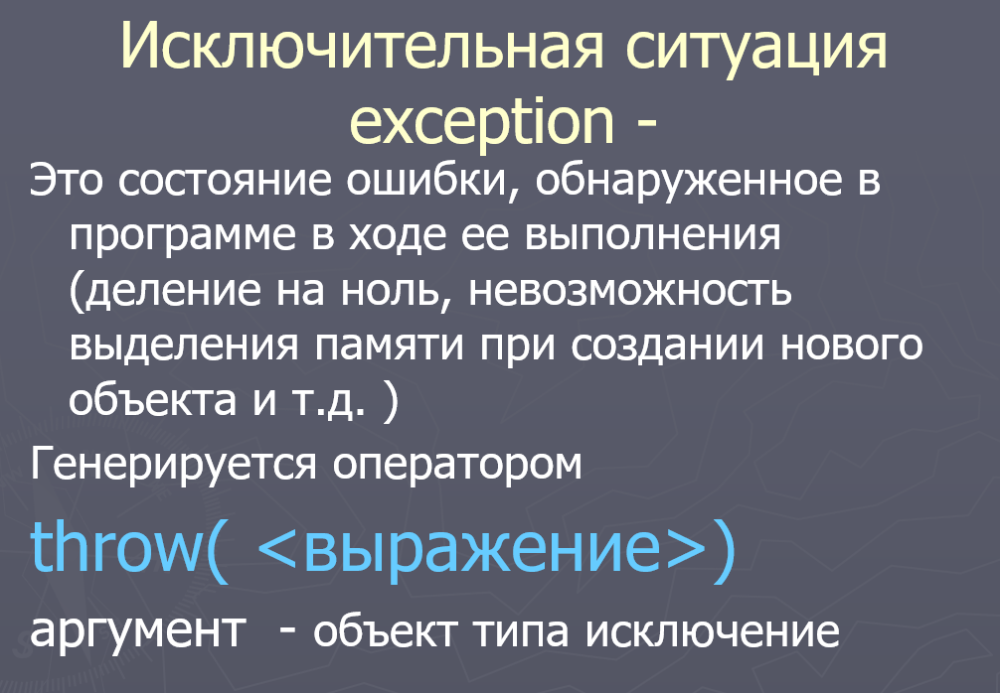 Исключительная ситуация
exception -
Это состояние ошибки, обнаруженное в
программе в ходе ее выполнения
(деление на ноль, невозможность
выделения памяти при создании нового
объекта и т.д. )
Генерируется оператором
throw( <выражение>)
аргумент - объект типа исключение